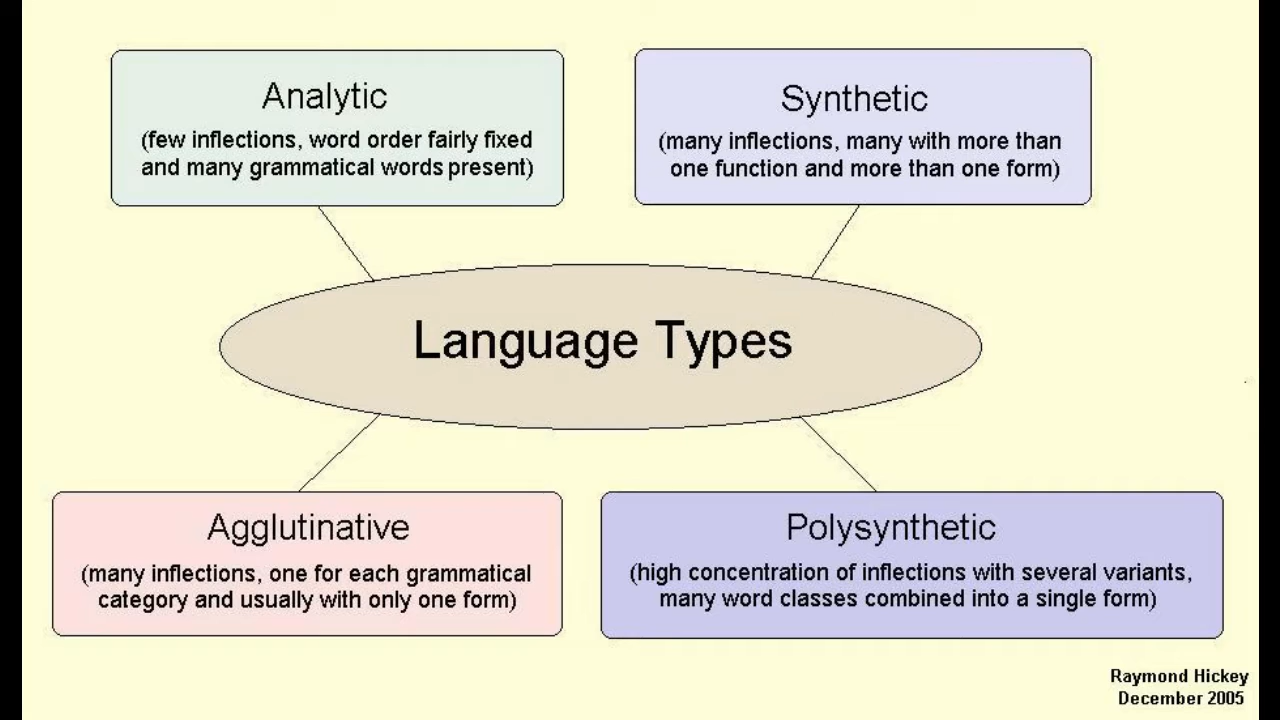 Analytic
(few inflections, word order fairly fixed
and many grammatical words present)
Synthetic
(many inflections, many with more than
one function and more than one form)
Language Types
Agglutinative
(many inflections, one for each grammatical
category and usually with only one form)
Polysynthetic
(high concentration of inflections with several variants,
many word classes combined into a single form)
Raymond Hickey
December 2005